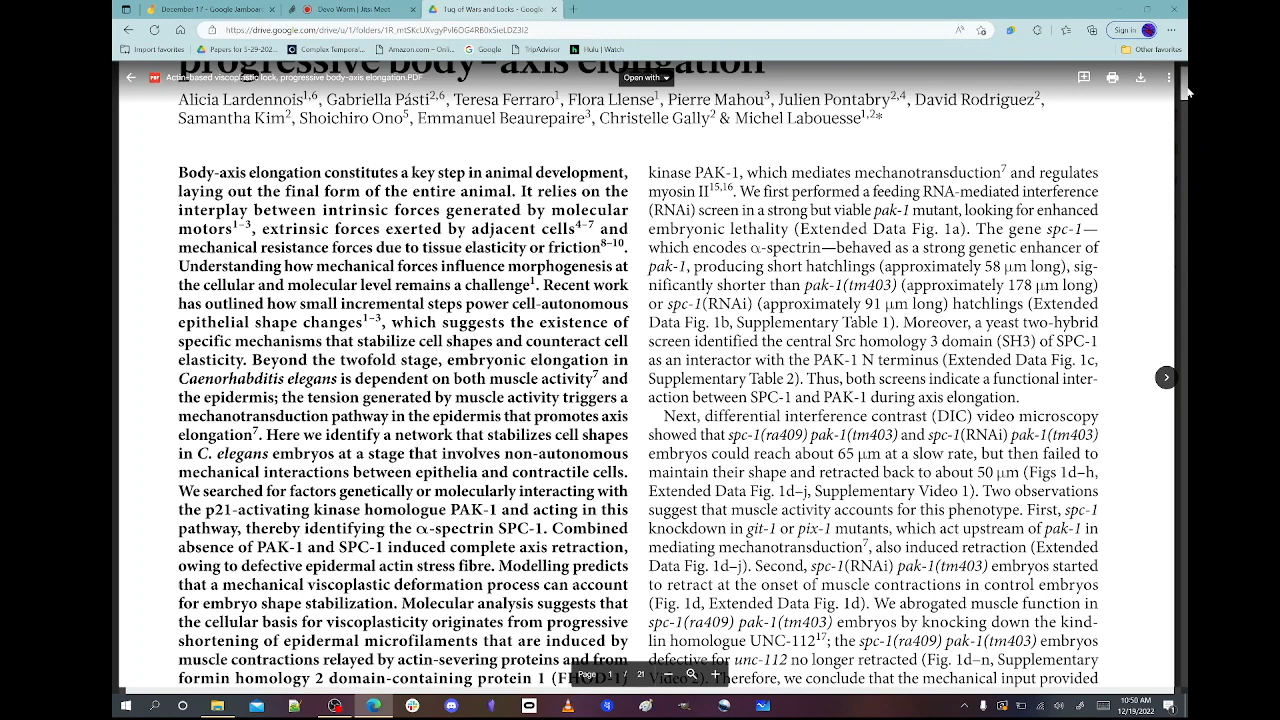 December 17 - Google Jamboard
Devo Worm | Jitsi Meet
Tug of Wars and Locks - Google
https://drive.google.com/drive/u/1/folders/1R_mtSKcUXvgyPvI6OG4RB0xSieLDZ3I2
Sign in
Import favorites
Papers for 5-29-202...
Complex Temporal...
Amazon.com – Onli...
Google
TripAdvisor
Hulu | Watch
Other favorites
progressive body-axis elongation
Actin-based viscoplastic lock, progressive body-axis elongation.PDF
Open with
Alicia Lardennois1,6, Gabriella Pásti2,6, Teresa Ferraro1, Flora Llense1, Pierre Mahou3, Julien Pontabry2,4, David Rodriguez2,
Samantha Kim2, Shoichiro Ono5, Emmanuel Beaurepaire3, Christelle Gally2 & Michel Labouesse1,2*
Body-axis elongation constitutes a key step in animal development,
laying out the final form of the entire animal. It relies on the
interplay between intrinsic forces generated by molecular
motors1–3, extrinsic forces exerted by adjacent cells4–7 and
mechanical resistance forces due to tissue elasticity or friction8–10.
Understanding how mechanical forces influence morphogenesis at
the cellular and molecular level remains a challenge1. Recent work
has outlined how small incremental steps power cell-autonomous
epithelial shape changes1–3, which suggests the existence of
specific mechanisms that stabilize cell shapes and counteract cell
elasticity. Beyond the twofold stage, embryonic elongation in
Caenorhabditis elegans is dependent on both muscle activity7 and
the epidermis; the tension generated by muscle activity triggers a
mechanotransduction pathway in the epidermis that promotes axis
elongation7. Here we identify a network that stabilizes cell shapes
in C. elegans embryos at a stage that involves non-autonomous
mechanical interactions between epithelia and contractile cells.
We searched for factors genetically or molecularly interacting with
the p21-activating kinase homologue PAK-1 and acting in this
pathway, thereby identifying the α-spectrin SPC-1. Combined
absence of PAK-1 and SPC-1 induced complete axis retraction,
owing to defective epidermal actin stress fibre. Modelling predicts
that a mechanical viscoplastic deformation process can account
for embryo shape stabilization. Molecular analysis suggests that
the cellular basis for viscoplasticity originates from progressive
shortening of epidermal microfilaments that are induced by
muscle contractions relayed by actin-severing proteins and from
formin homology 2 domain-containing protein 1 (FHOD-1)
kinase PAK-1, which mediates mechanotransduction7 and regulates
myosin II15,16. We first performed a feeding RNA-mediated interference
(RNAi) screen in a strong but viable pak-1 mutant, looking for enhanced
embryonic lethality (Extended Data Fig. 1a). The gene spc-1—
which encodes α-spectrin—behaved as a strong genetic enhancer of
pak-1, producing short hatchlings (approximately 58 μm long), sig-
nificantly shorter than pak-1(tm403) (approximately 178 μm long)
or spc-1(RNAi) (approximately 91 μm long) hatchlings (Extended
Data Fig. 1b, Supplementary Table 1). Moreover, a yeast two-hybrid
screen identified the central Src homology 3 domain (SH3) of SPC-1
as an interactor with the PAK-1 N terminus (Extended Data Fig. 1c,
Supplementary Table 2). Thus, both screens indicate a functional inter-
action between SPC-1 and PAK-1 during axis elongation.
Next, differential interference contrast (DIC) video microscopy
showed that spc-1(ra409) pak-1(tm403) and spc-1(RNAi) pak-1(tm403)
embryos could reach about 65 μm at a slow rate, but then failed to
maintain their shape and retracted back to about 50 μm (Figs 1d–h,
Extended Data Fig. 1d–j, Supplementary Video 1). Two observations
suggest that muscle activity accounts for this phenotype. First, spc-1
knockdown in git-1 or pix-1 mutants, which act upstream of pak-1 in
mediating mechanotransduction7, also induced retraction (Extended
Data Fig. 1d–j). Second, spc-1(RNAi) pak-1(tm403) embryos started
to retract at the onset of muscle contractions in control embryos
(Fig. 1d, Extended Data Fig. 1d). We abrogated muscle function in
spc-1(ra409) pak-1(tm403) embryos by knocking down the kind-
lin homologue UNC-11217; the spc-1(ra409) pak-1(tm403) embryos
defective for unc-112 no longer retracted (Fig. 1d–n, Supplementary
Video 2). Therefore, we conclude that the mechanical input provided
Page 1 / 21
10:50 AM
12/19/2022